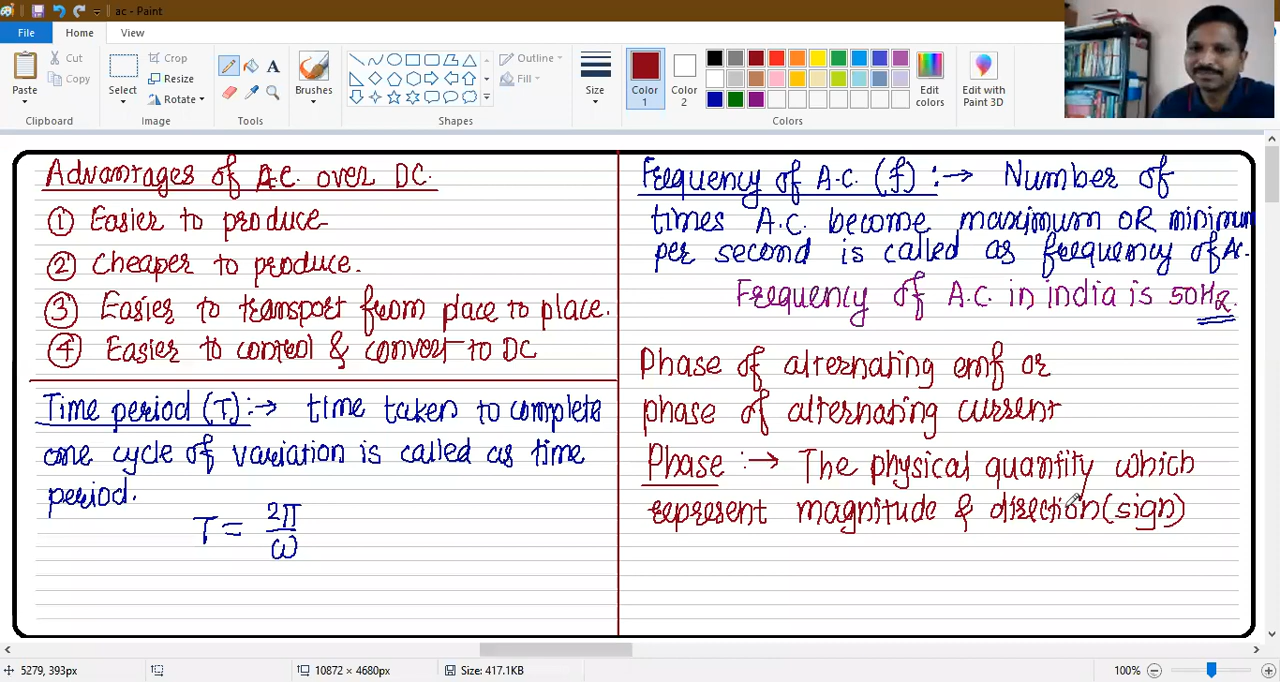 ac - Paint
File
Home
View
Paste
Cut
Copy
Clipboard
Select
Crop
Resize
Rotate
Image
Tools
Brushes
Shapes
Outline
Fill
Size
Color 1
Color 2
Edit colors
Edit with Paint 3D
Colors
Advantages of A.C. over DC.
① Easier to produce
② Cheaper to produce.
③ Easier to transport from place to place.
④ Easier to control & convert to DC
Time period (T) :→ time taken to complete
one cycle of variation is called as time
period.
T = 2π/ω
Frequency of A.C. (f) :→ Number of
times A.C. become maximum OR minimum
per second is called as frequency of Ac.
Frequency of A.C. in india is 50Hz.
Phase of alternating emf or
phase of alternating current
Phase :→ The physical quantity which
represent magnitude & direction(sign)
5279, 393px
10872 × 4680px
Size: 417.1KB
100%